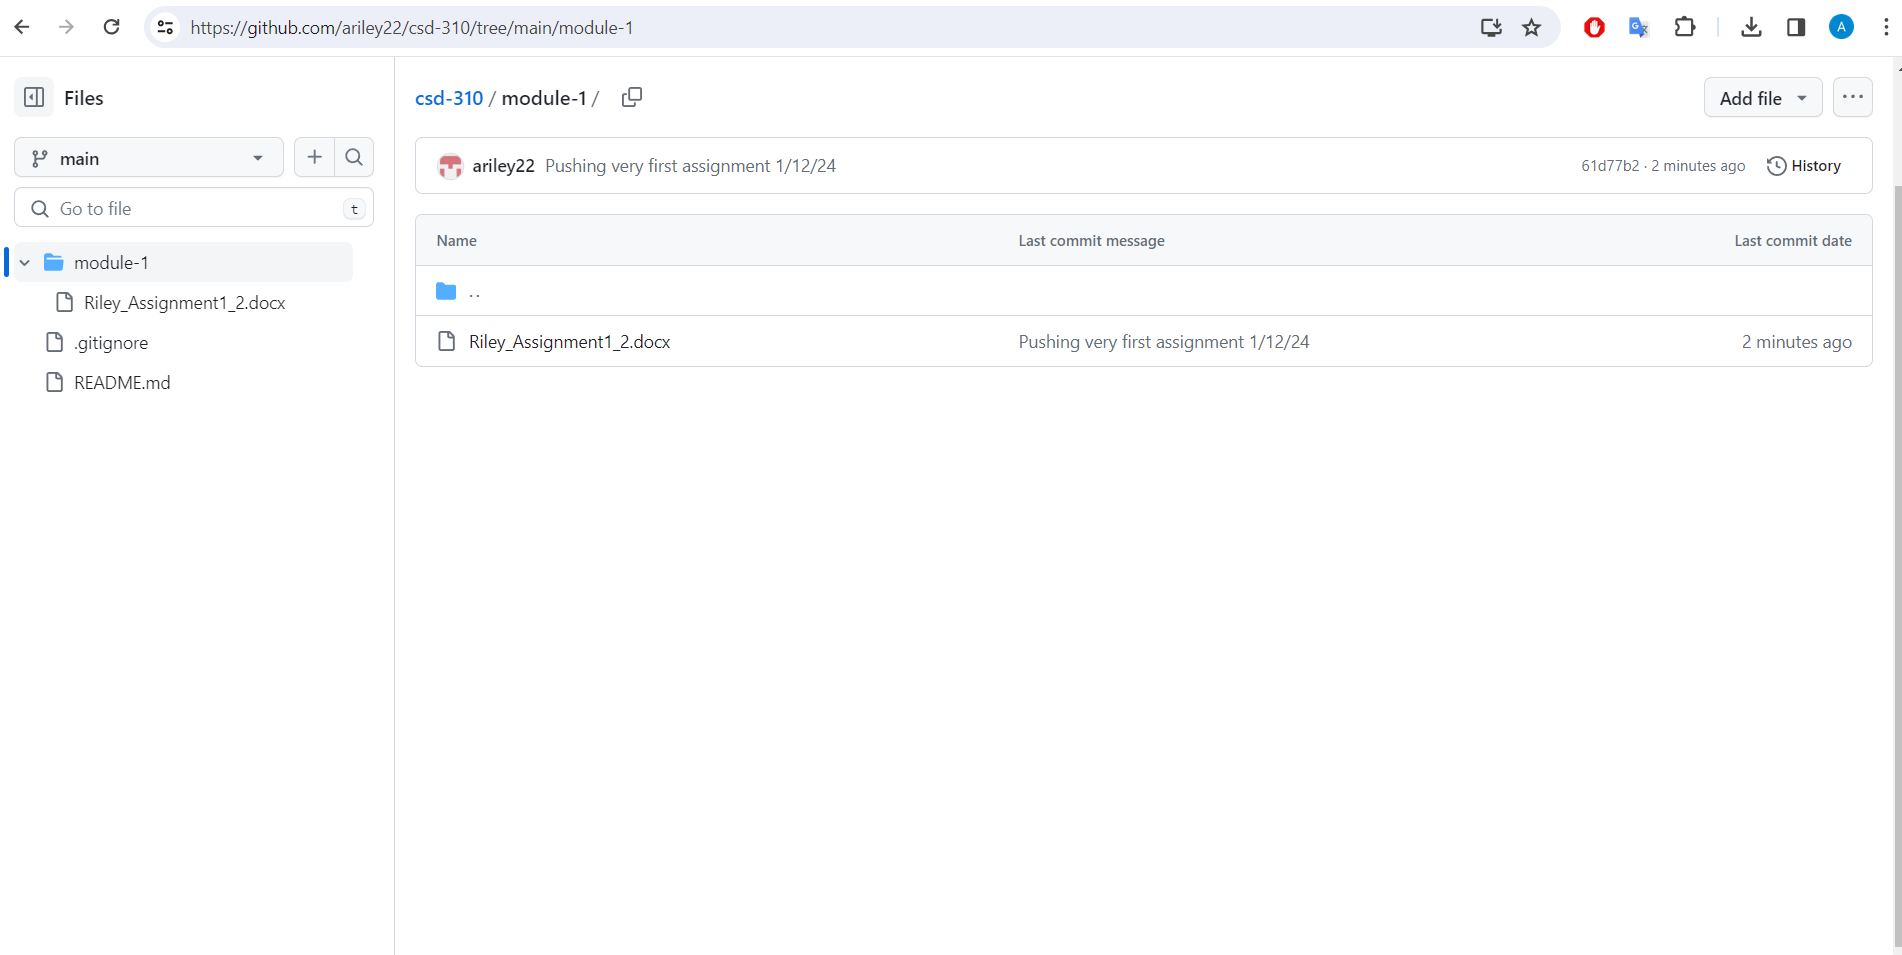 https://github.com/ariley22/csd-310/tree/main/module-1
A
Files
main
Go to file
t
module-1
Riley_Assignment1_2.docx
.gitignore
README.md
csd-310 / module-1 /
Add file
ariley22 Pushing very first assignment 1/12/24
61d77b2 · 2 minutes ago
History
Name Last commit message Last commit date
..
Riley_Assignment1_2.docx Pushing very first assignment 1/12/24 2 minutes ago